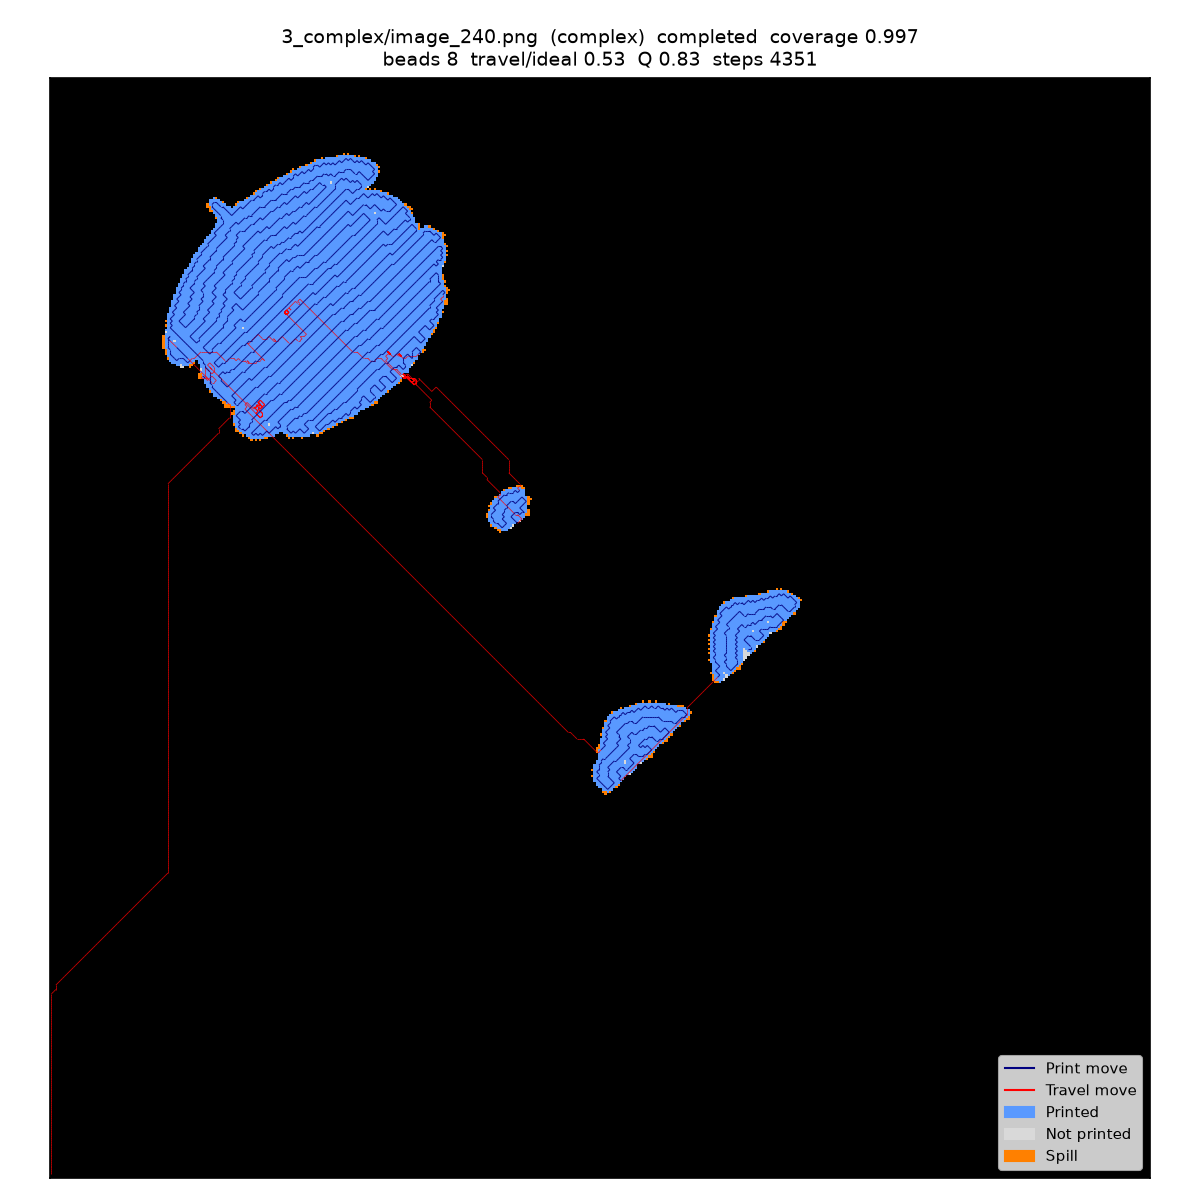 3_complex/image_240.png  (complex)  completed  coverage 0.997
beads 8  travel/ideal 0.53  Q 0.83  steps 4351
Print move
Travel move
Printed
Not printed
Spill